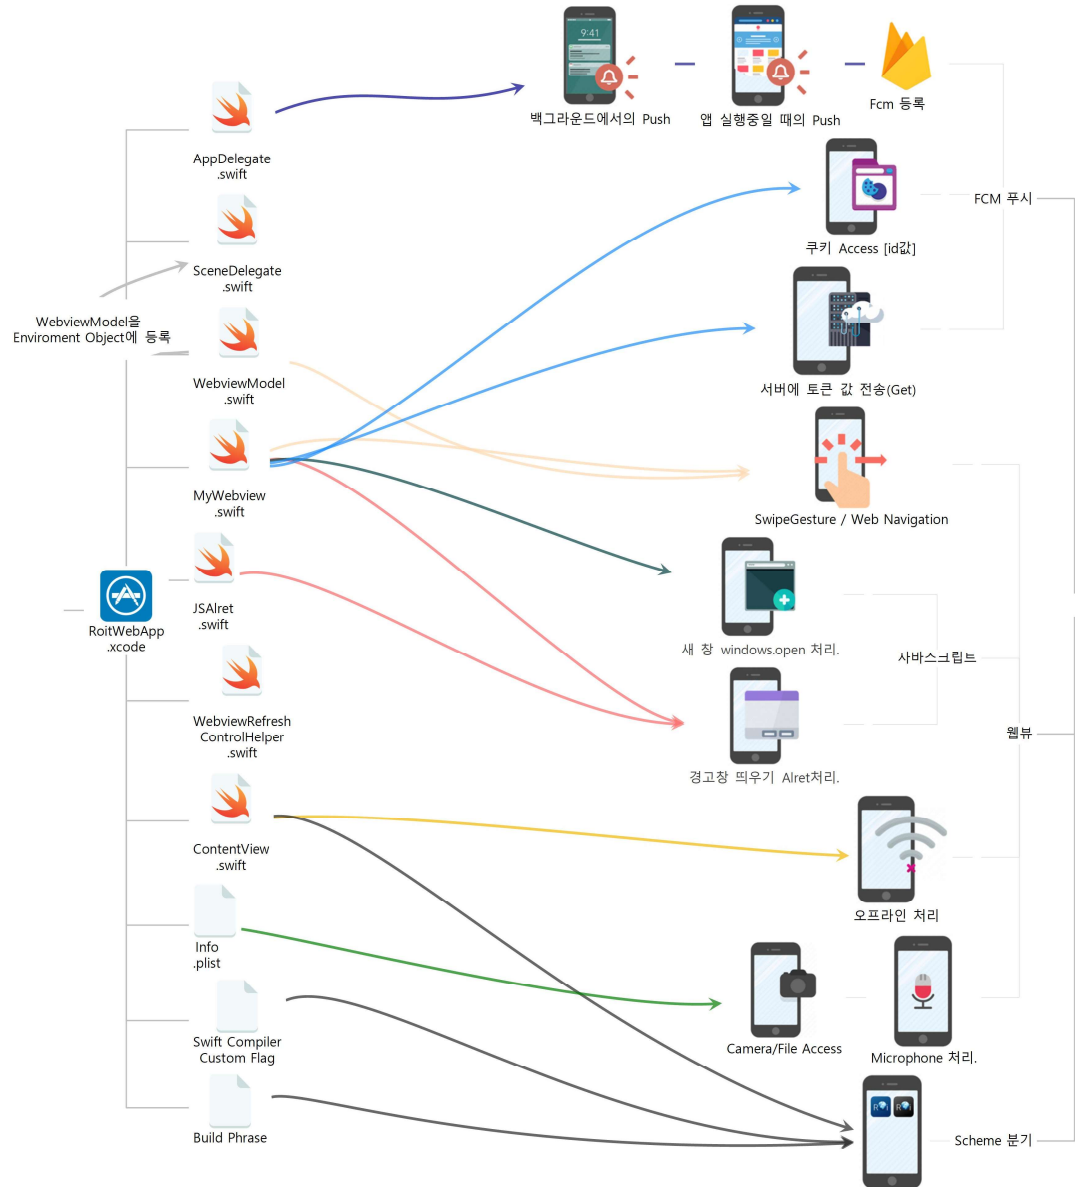 9:41
백그라운드에서의 Push
앱 실행중일 때의 Push
Fcm 등록
AppDelegate
.swift
쿠키 Access [id값]
FCM 푸시
SceneDelegate
.swift
WebviewModel을
Enviroment Object에 등록
WebviewModel
.swift
서버에 토큰 값 전송(Get)
MyWebview
.swift
SwipeGesture / Web Navigation
JSAlret
.swift
RoitWebApp
.xcode
새 창 windows.open 처리.
사바스크립트
WebviewRefresh
ControlHelper
.swift
웹뷰
경고창 띄우기 Alret처리.
ContentView
.swift
오프라인 처리
Info
.plist
Swift Compiler
Custom Flag
Camera/File Access
Microphone 처리.
Build Phrase
Scheme 분기